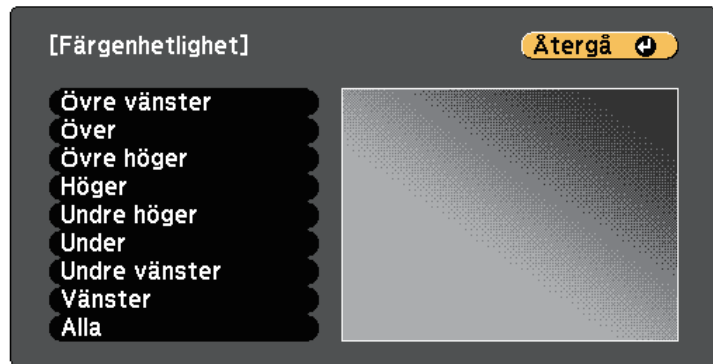 [Färgenhetlighet]
Återgå
Övre vänster
Över
Övre höger
Höger
Undre höger
Under
Undre vänster
Vänster
Alla